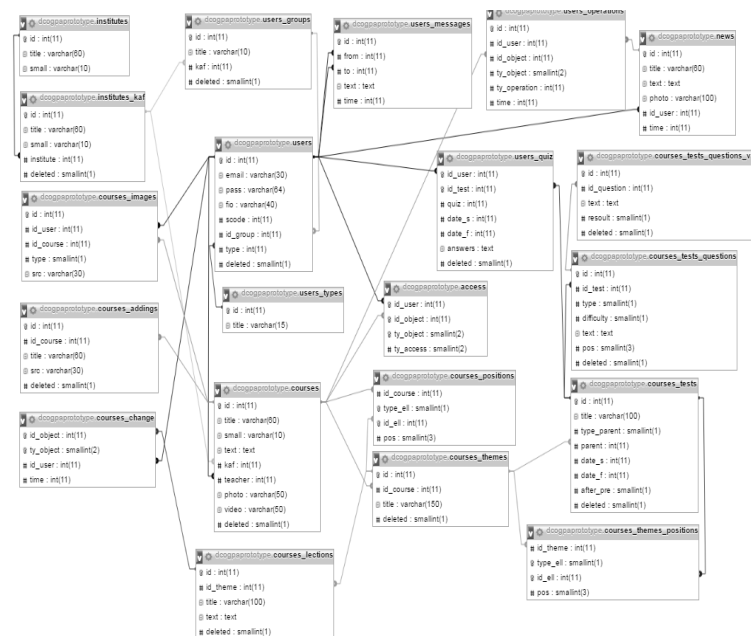 dcogpaprototype.institutes
id : int(11)
title : varchar(60)
small : varchar(10)
dcogpaprototype.users_groups
id : int(11)
title : varchar(10)
kaf : int(11)
deleted : smallint(1)
dcogpaprototype.users_messages
id : int(11)
from : int(11)
to : int(11)
text : text
time : int(11)
dcogpaprototype.users_operations
id : int(11)
id_user : int(11)
id_object : int(11)
ty_object : smallint(2)
ty_operation : int(11)
time : int(11)
dcogpaprototype.news
id : int(11)
title : varchar(60)
text : text
photo : varchar(100)
id_user : int(11)
time : int(11)
dcogpaprototype.institutes_kaf
id : int(11)
title : varchar(60)
small : varchar(10)
institute : int(11)
deleted : smallint(1)
dcogpaprototype.users
id : int(11)
email : varchar(30)
pass : varchar(64)
fio : varchar(40)
scode : int(11)
id_group : int(11)
type : int(11)
deleted : smallint(1)
dcogpaprototype.users_quiz
id_user : int(11)
id_test : int(11)
quiz : int(11)
date_s : int(11)
date_f : int(11)
answers : text
deleted : smallint(1)
dcogpaprototype.courses_tests_questions_v
id : int(11)
id_question : int(11)
text : text
result : smallint(1)
deleted : smallint(1)
dcogpaprototype.courses_images
id : int(11)
id_user : int(11)
id_course : int(11)
type : smallint(1)
src : varchar(30)
dcogpaprototype.users_types
id : int(11)
title : varchar(15)
dcogpaprototype.access
id_user : int(11)
id_object : int(11)
ty_object : smallint(2)
ty_access : smallint(2)
dcogpaprototype.courses_tests_questions
id : int(11)
id_test : int(11)
type : smallint(1)
difficulty : smallint(1)
text : text
pos : smallint(3)
deleted : smallint(1)
dcogpaprototype.courses_addings
id : int(11)
id_course : int(11)
title : varchar(60)
src : varchar(30)
deleted : smallint(1)
dcogpaprototype.courses
id : int(11)
title : varchar(60)
small : varchar(10)
text : text
kaf : int(11)
teacher : int(11)
photo : varchar(50)
video : varchar(50)
deleted : smallint(1)
dcogpaprototype.courses_positions
id_course : int(11)
type_ell : smallint(1)
id_ell : int(11)
pos : smallint(3)
dcogpaprototype.courses_tests
id : int(11)
title : varchar(100)
type_parent : smallint(1)
parent : int(11)
date_s : int(11)
date_f : int(11)
after_pre : smallint(1)
deleted : smallint(1)
dcogpaprototype.courses_change
id_object : int(11)
ty_object : smallint(2)
id_user : int(11)
time : int(11)
dcogpaprototype.courses_themes
id : int(11)
id_course : int(11)
title : varchar(150)
deleted : smallint(1)
dcogpaprototype.courses_themes_positions
id_theme : int(11)
type_ell : smallint(1)
id_ell : int(11)
pos : smallint(3)
dcogpaprototype.courses_lections
id : int(11)
id_theme : int(11)
title : varchar(100)
text : text
deleted : smallint(1)